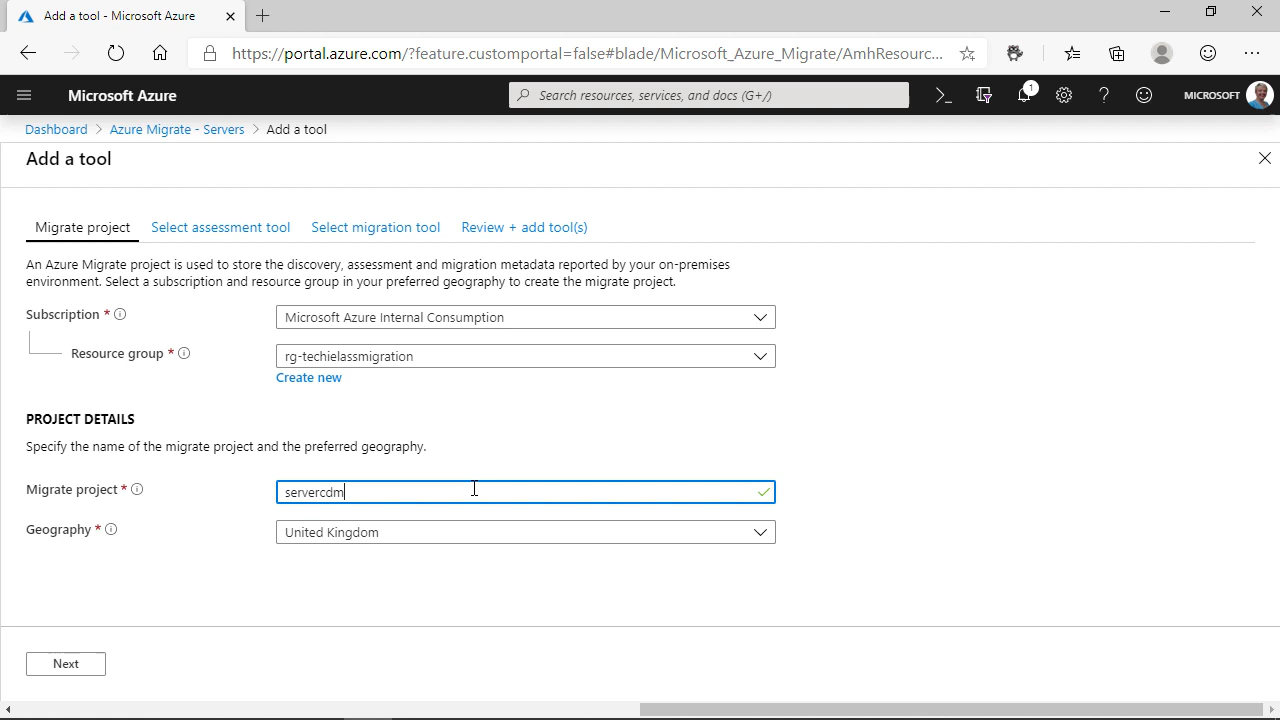 Add a tool - Microsoft Azure
https://portal.azure.com/?feature.customportal=false#blade/Microsoft_Azure_Migrate/AmhResourc...
Microsoft Azure
Search resources, services, and docs (G+/)
1
MICROSOFT
Dashboard > Azure Migrate - Servers > Add a tool
Add a tool
Migrate project Select assessment tool Select migration tool Review + add tool(s)
An Azure Migrate project is used to store the discovery, assessment and migration metadata reported by your on-premises
environment. Select a subscription and resource group in your preferred geography to create the migrate project.
Subscription * Microsoft Azure Internal Consumption
Resource group * rg-techielassmigration
Create new
PROJECT DETAILS
Specify the name of the migrate project and the preferred geography.
Migrate project * servercdm
Geography * United Kingdom
Next